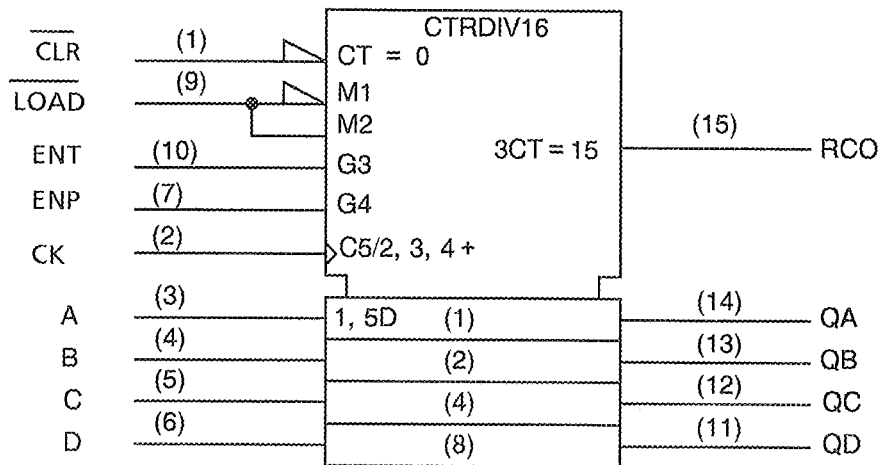 CTRDIV16
CLR (1) CT = 0
LOAD (9) M1
M2
ENT (10) G3 3CT = 15 (15) RCO
ENP (7) G4
CK (2) C5/2, 3, 4 +
A (3) 1, 5D (1) (14) QA
B (4) (2) (13) QB
C (5) (4) (12) QC
D (6) (8) (11) QD